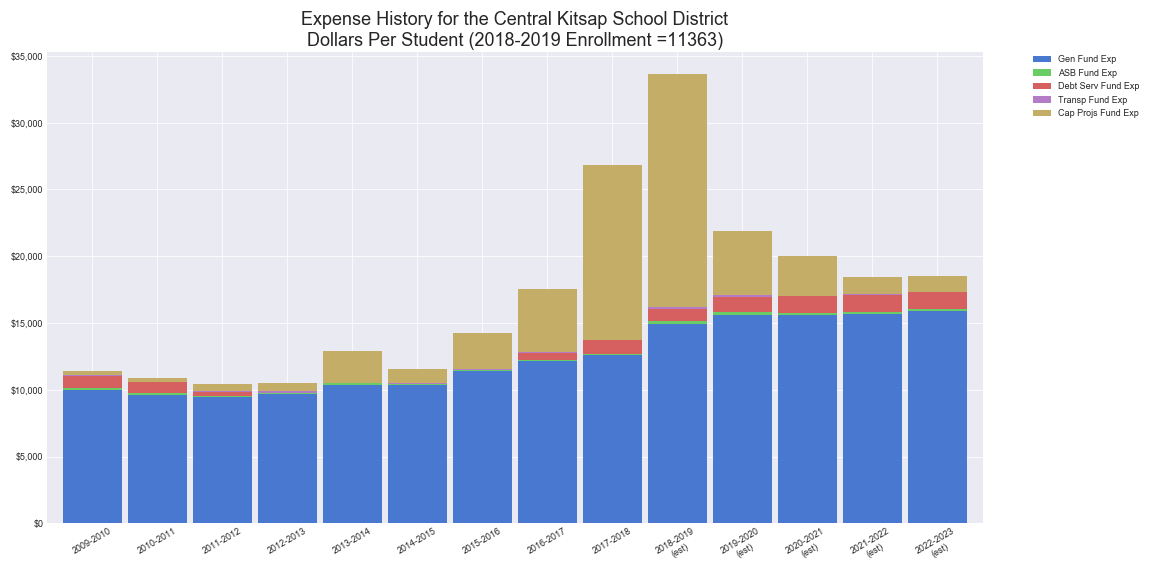 Expense History for the Central Kitsap School District
Dollars Per Student (2018-2019 Enrollment =11363)
Gen Fund Exp
ASB Fund Exp
Debt Serv Fund Exp
Transp Fund Exp
Cap Projs Fund Exp
$35,000
$30,000
$25,000
$20,000
$15,000
$10,000
$5,000
$0
2009-2010
2010-2011
2011-2012
2012-2013
2013-2014
2014-2015
2015-2016
2016-2017
2017-2018
2018-2019
(est)
2019-2020
(est)
2020-2021
(est)
2021-2022
(est)
2022-2023
(est)